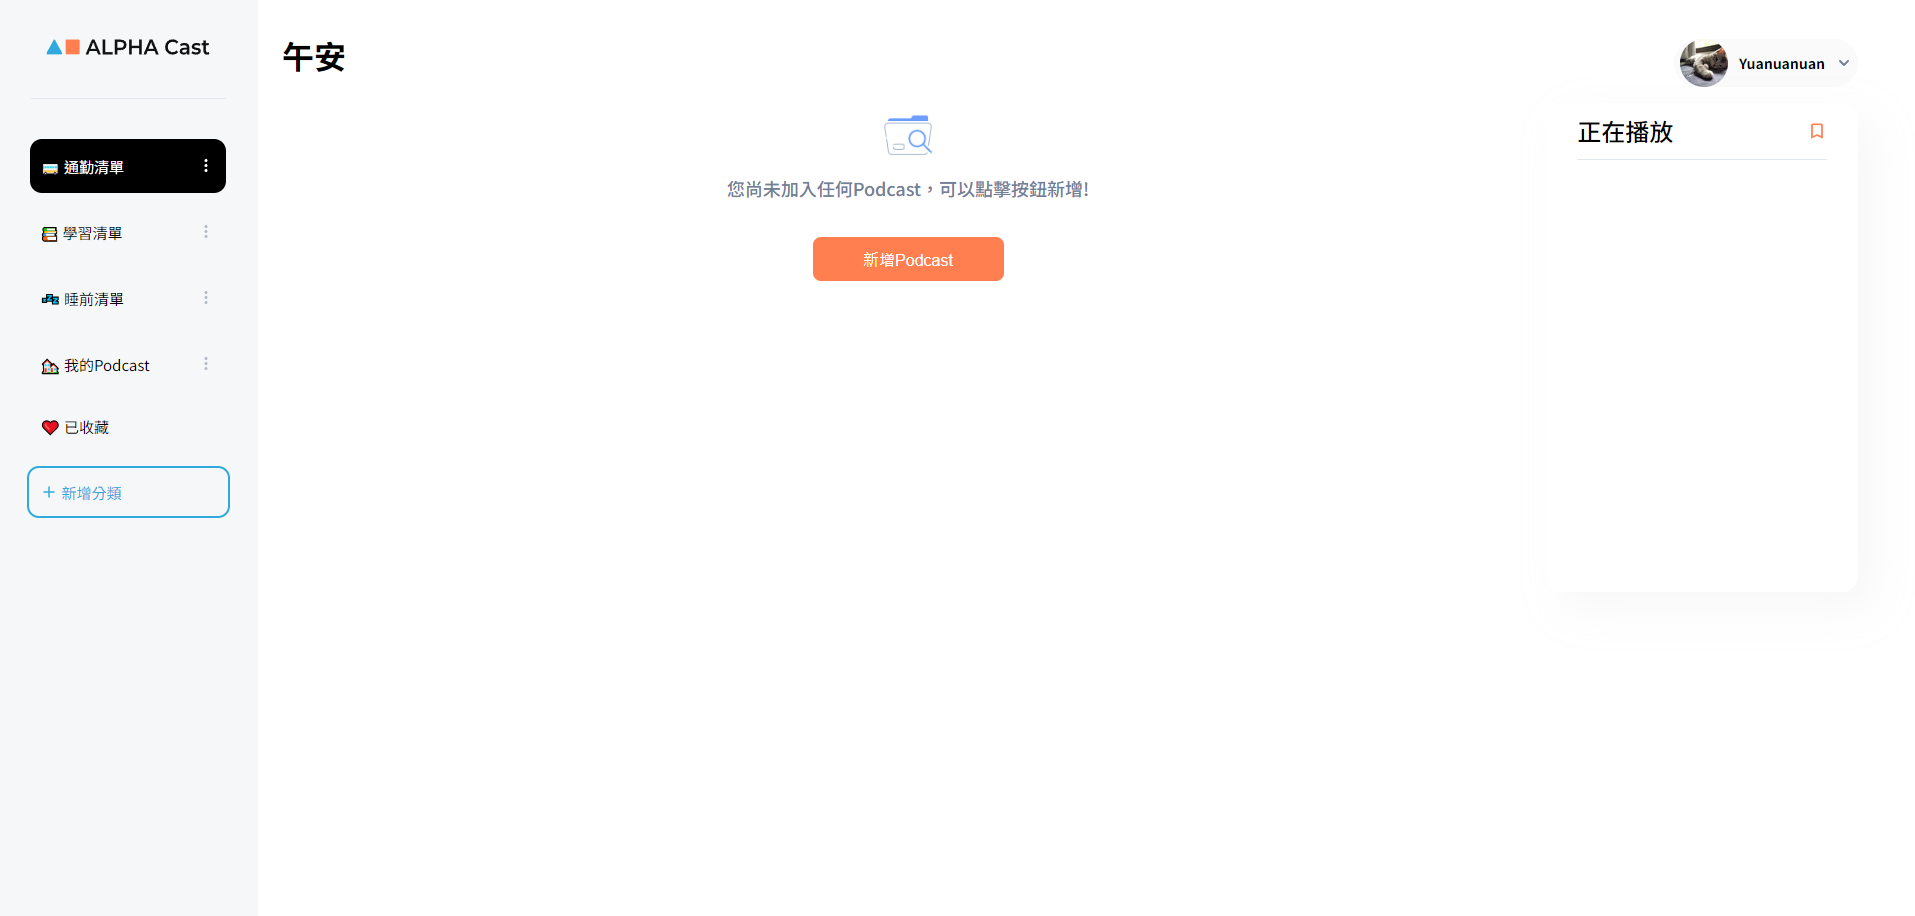 ALPHA Cast
通勤清單
學習清單
睡前清單
我的Podcast
已收藏
+ 新增分類
午安
您尚未加入任何Podcast，可以點擊按鈕新增!
新增Podcast
Yuanuanuan
正在播放